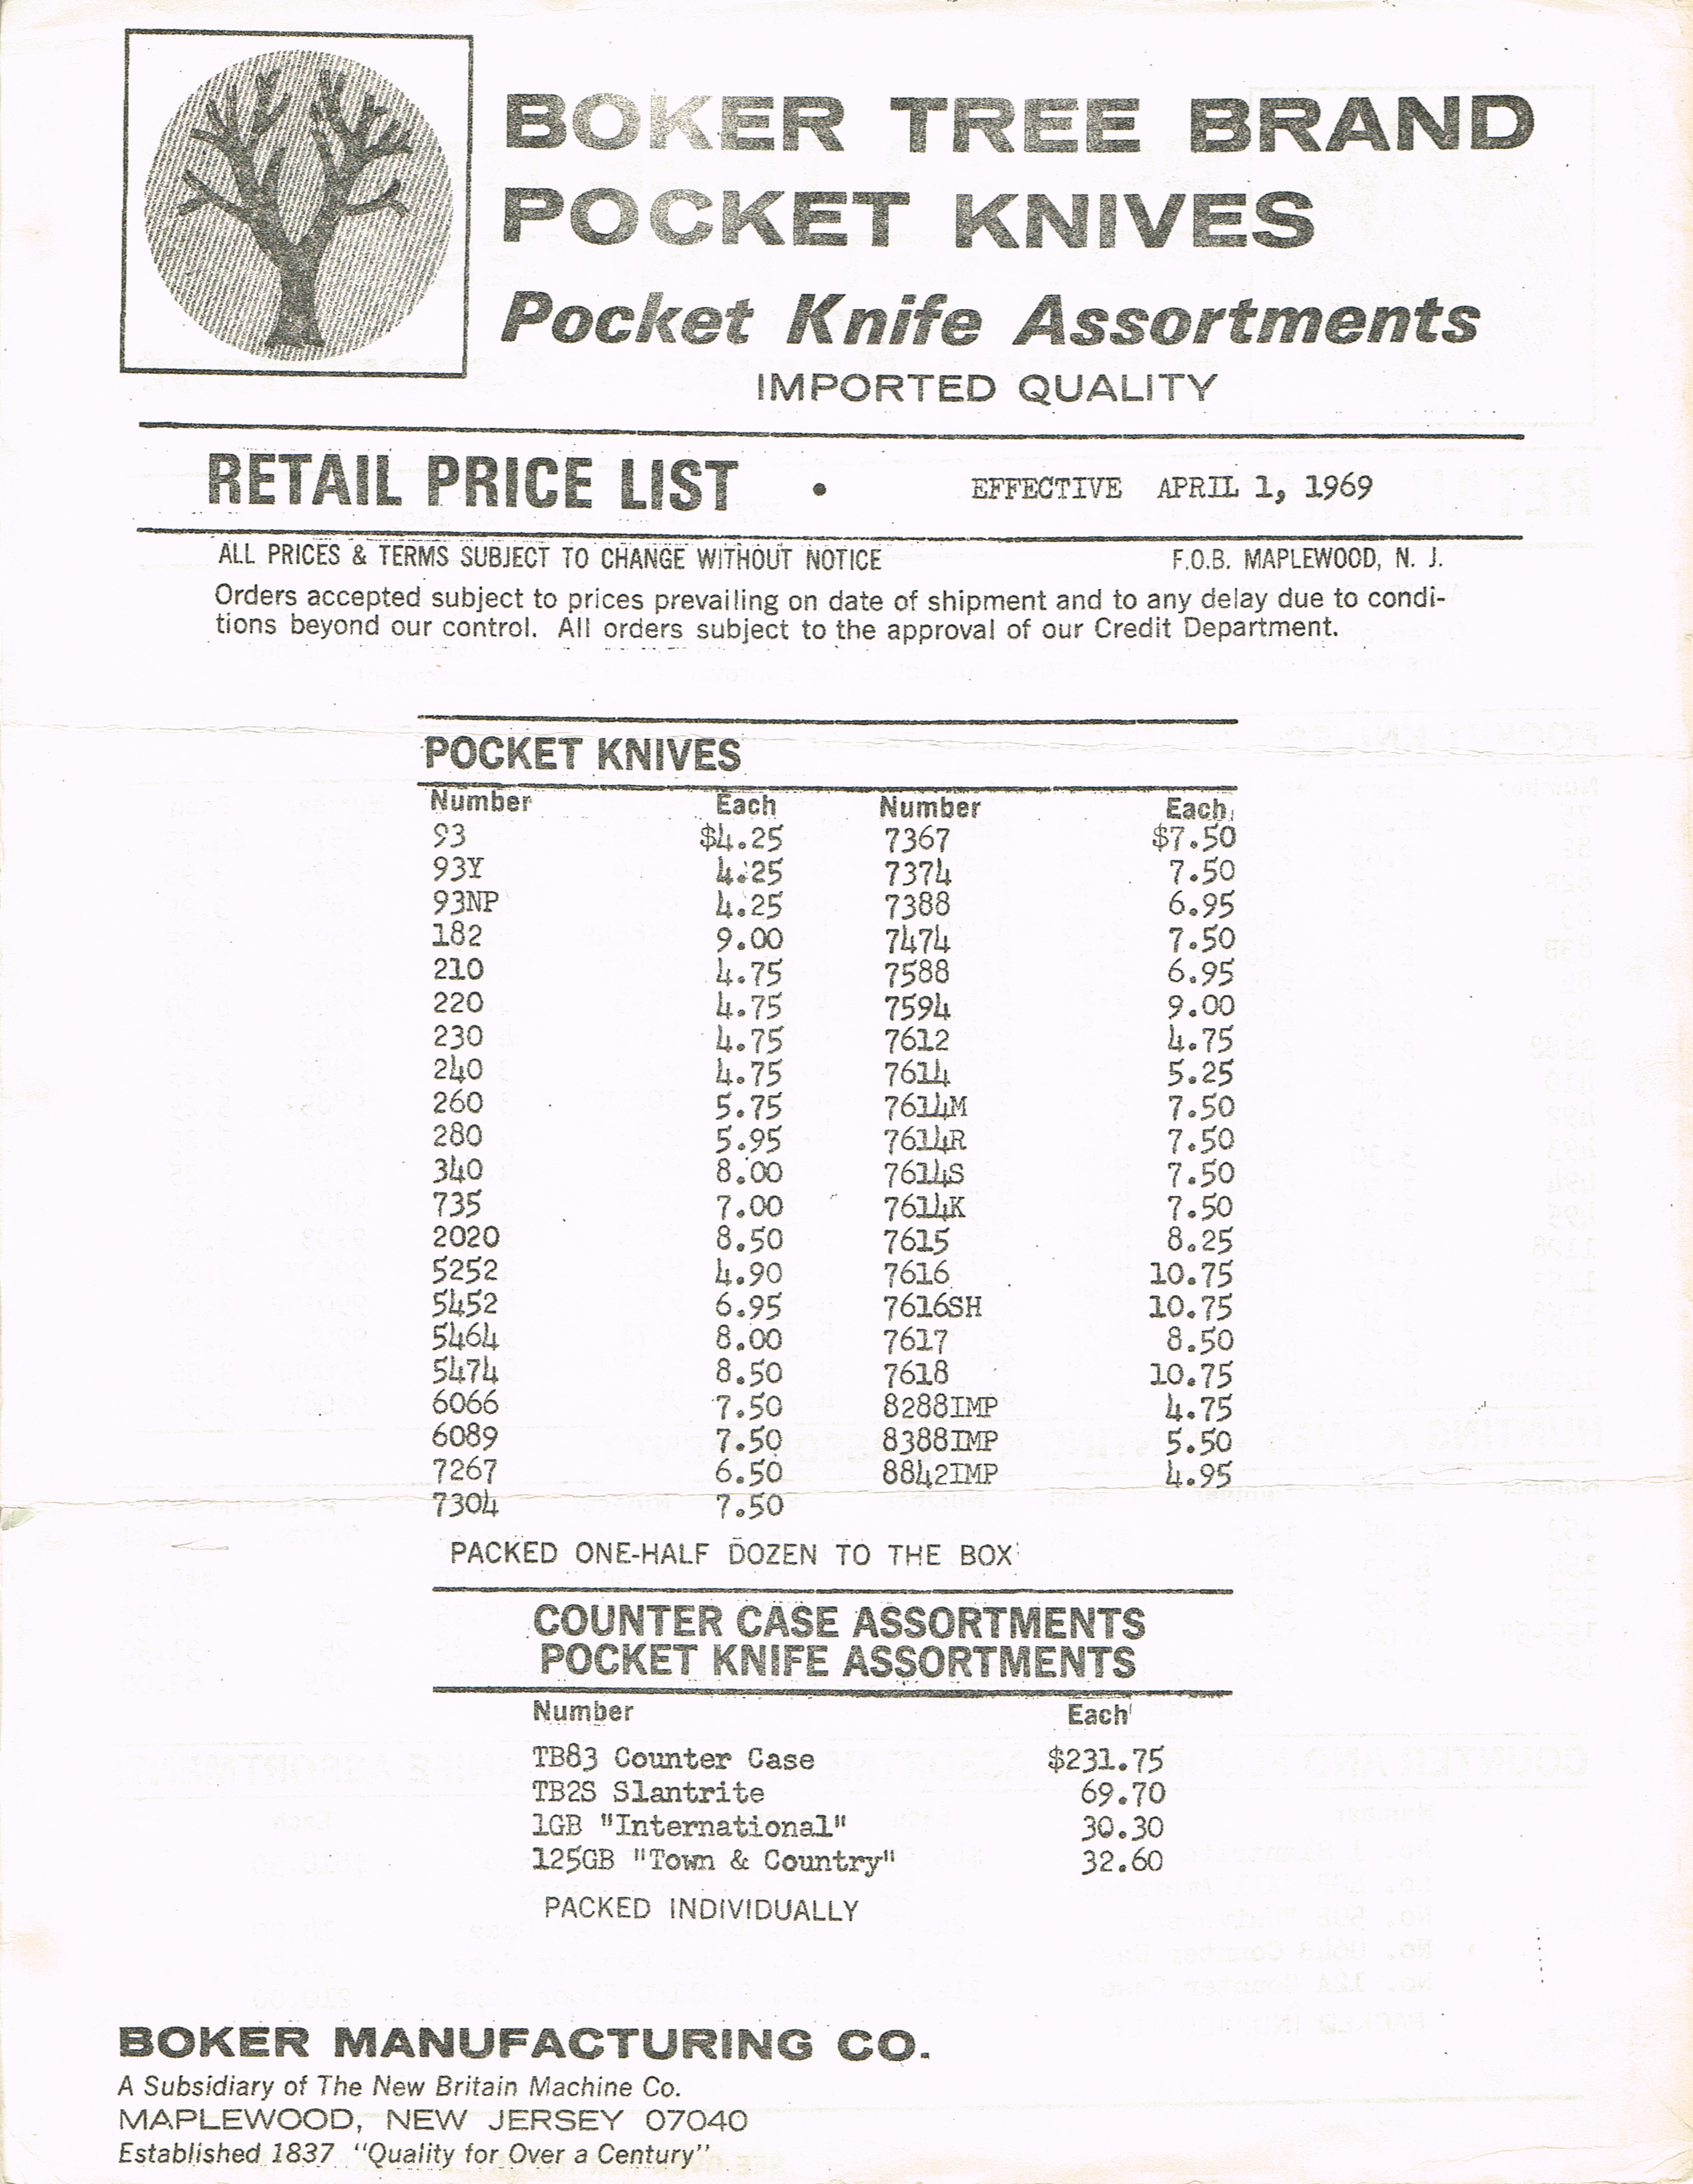 BOKER TREE BRAND
POCKET KNIVES
Pocket Knife Assortments
IMPORTED QUALITY
RETAIL PRICE LIST • EFFECTIVE APRIL 1, 1969
ALL PRICES & TERMS SUBJECT TO CHANGE WITHOUT NOTICE F.O.B. MAPLEWOOD, N. J.
Orders accepted subject to prices prevailing on date of shipment and to any delay due to condi-
tions beyond our control. All orders subject to the approval of our Credit Department.
POCKET KNIVES
Number Each Number Each
93 $4.25 7367 $7.50
93Y 4.25 7374 7.50
93NP 4.25 7388 6.95
182 9.00 7474 7.50
210 4.75 7588 6.95
220 4.75 7594 9.00
230 4.75 7612 4.75
240 4.75 7614 5.25
260 5.75 7614M 7.50
280 5.95 7614R 7.50
340 8.00 7614S 7.50
735 7.00 7614K 7.50
2020 8.50 7615 8.25
5252 4.90 7616 10.75
5452 6.95 7616SH 10.75
5464 8.00 7617 8.50
5474 8.50 7618 10.75
6066 7.50 8288IMP 4.75
6089 7.50 8388IMP 5.50
7267 6.50 8842IMP 4.95
7304 7.50
PACKED ONE-HALF DOZEN TO THE BOX
COUNTER CASE ASSORTMENTS
POCKET KNIFE ASSORTMENTS
Number Each
TB83 Counter Case $231.75
TB2S Slantrite 69.70
1GB "International" 30.30
125GB "Town & Country" 32.60
PACKED INDIVIDUALLY
BOKER MANUFACTURING CO.
A Subsidiary of The New Britain Machine Co.
MAPLEWOOD, NEW JERSEY 07040
Established 1837 "Quality for Over a Century"